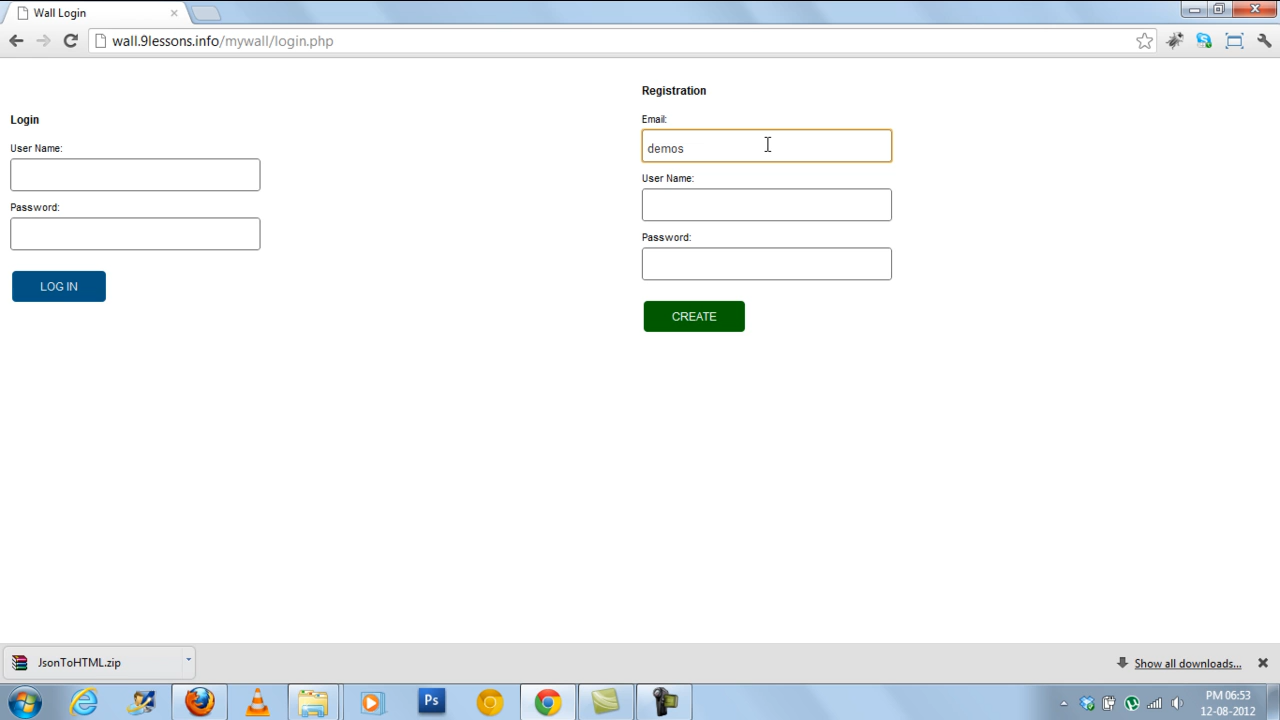 Wall Login
wall.9lessons.info/mywall/login.php
Login
User Name:
Password:
LOG IN
Registration
Email:
demos
User Name:
Password:
CREATE
JsonToHTML.zip
Show all downloads...
Ps
PM 06:53
12-08-2012